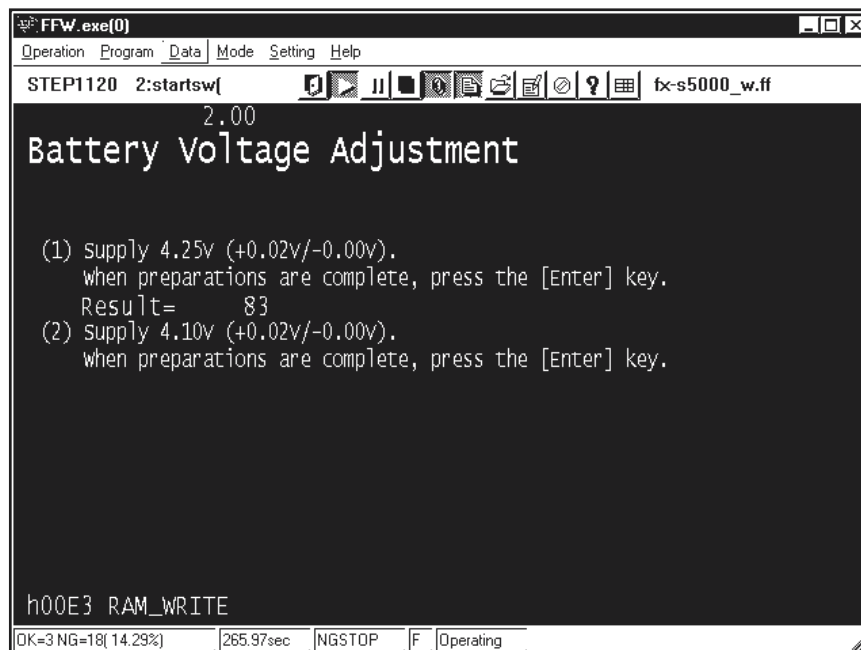 FFW.exe(0)
Operation Program Data Mode Setting Help
STEP1120 2:startsw( fx-s5000_w.ff
2.00
Battery Voltage Adjustment
(1) Supply 4.25V (+0.02V/-0.00V).
When preparations are complete, press the [Enter] key.
Result= 83
(2) Supply 4.10V (+0.02V/-0.00V).
When preparations are complete, press the [Enter] key.
h00E3 RAM_WRITE
OK=3 NG=18( 14.29%) 265.97sec NGSTOP F Operating